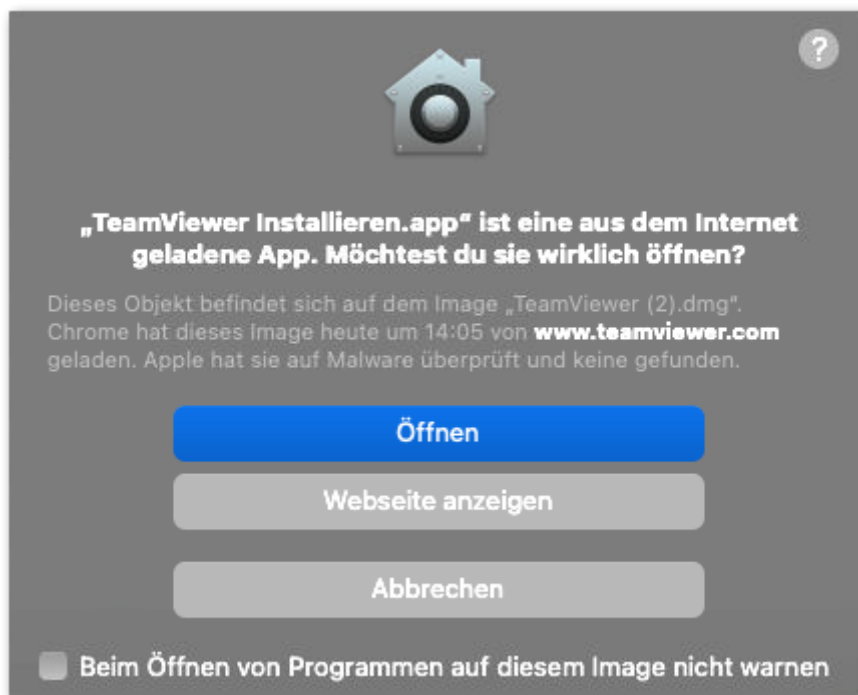 ?
„TeamViewer Installieren.app“ ist eine aus dem Internet
geladene App. Möchtest du sie wirklich öffnen?
Dieses Objekt befindet sich auf dem Image „TeamViewer (2).dmg“.
Chrome hat dieses Image heute um 14:05 von www.teamviewer.com
geladen. Apple hat sie auf Malware überprüft und keine gefunden.
Öffnen
Webseite anzeigen
Abbrechen
Beim Öffnen von Programmen auf diesem Image nicht warnen